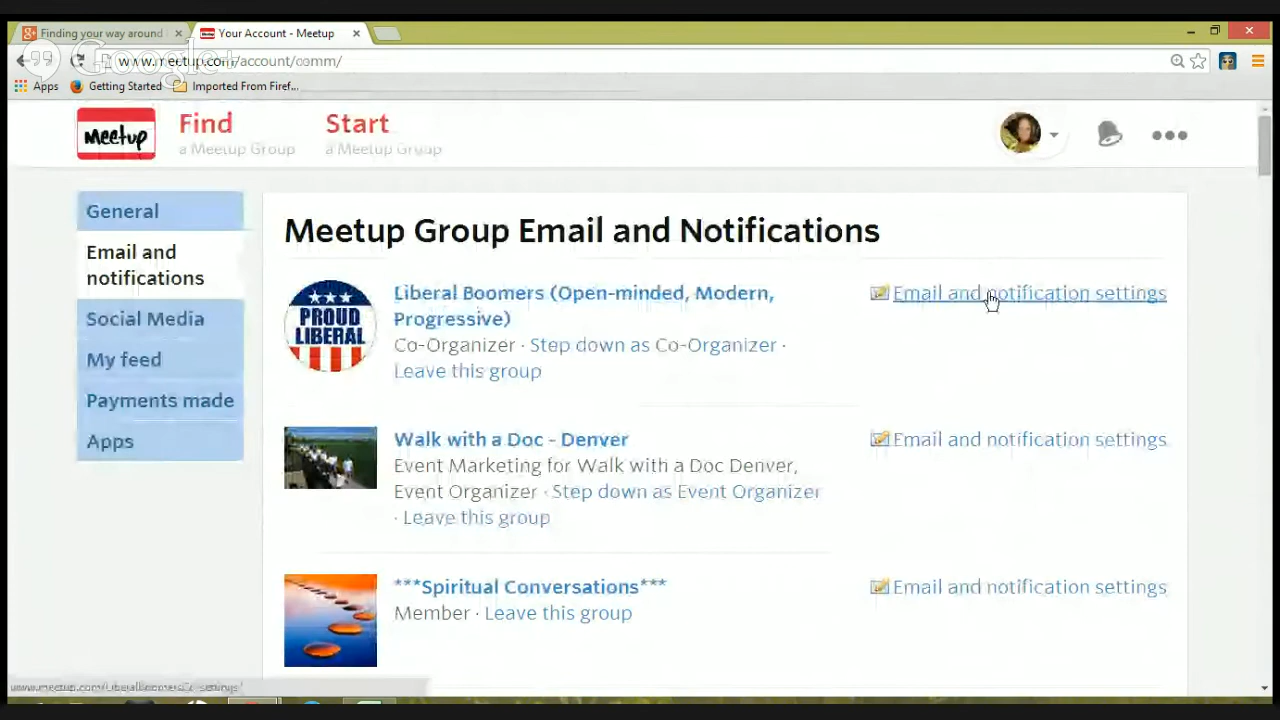 Finding your way around
Your Account - Meetup
Google+
www.meetup.com/account/comm/
Apps
Getting Started
Imported From Firef...
Meetup
Find
a Meetup Group
Start
a Meetup Group
General
Email and
notifications
Social Media
My feed
Payments made
Apps
Meetup Group Email and Notifications
PROUD
LIBERAL
Liberal Boomers (Open-minded, Modern,
Progressive)
Co-Organizer · Step down as Co-Organizer ·
Leave this group
Email and notification settings
Walk with a Doc - Denver
Event Marketing for Walk with a Doc Denver,
Event Organizer · Step down as Event Organizer
· Leave this group
Email and notification settings
***Spiritual Conversations***
Member · Leave this group
Email and notification settings